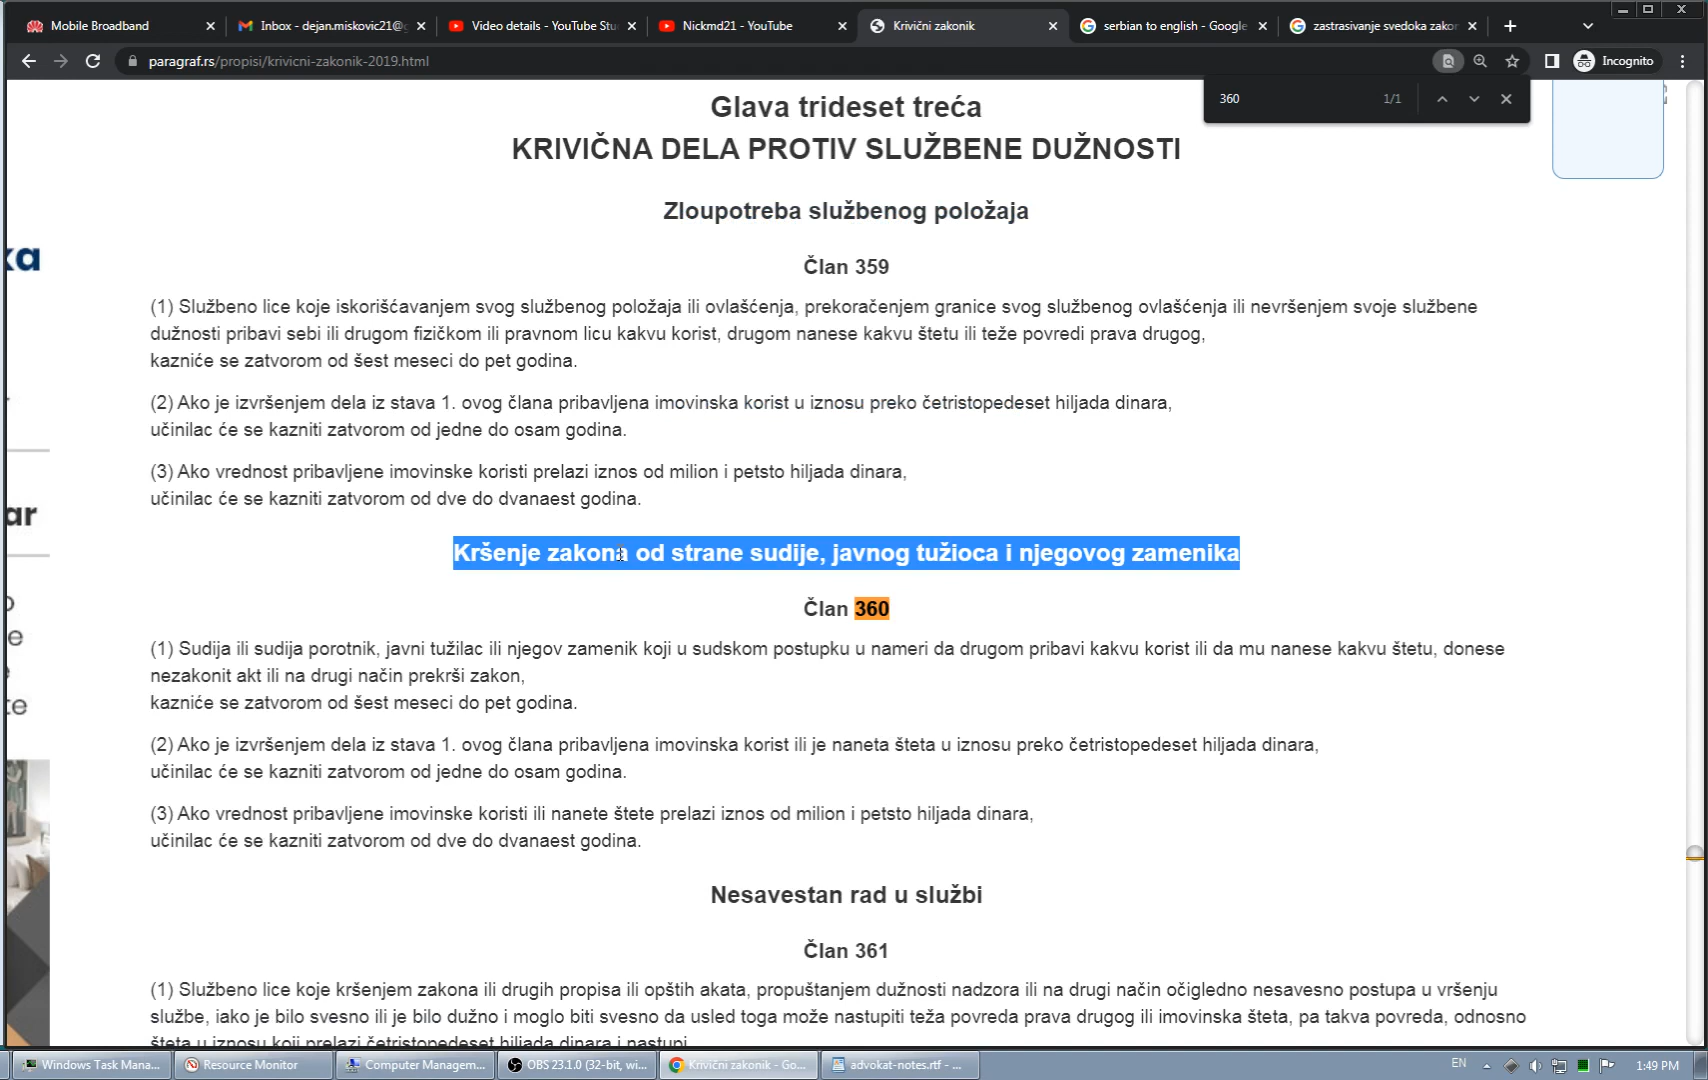 Mobile Broadband
Inbox - dejan.miskovic21@g
Video details - YouTube Stu
Nickmd21 - YouTube
Krivični zakonik
serbian to english - Google
zastrasivanje svedoka zakon
paragraf.rs/propisi/krivicni-zakonik-2019.html
Incognito
360 1/1
Glava trideset treća
KRIVIČNA DELA PROTIV SLUŽBENE DUŽNOSTI
Zloupotreba službenog položaja
Član 359
(1) Službeno lice koje iskorišćavanjem svog službenog položaja ili ovlašćenja, prekoračenjem granice svog službenog ovlašćenja ili nevršenjem svoje službene
dužnosti pribavi sebi ili drugom fizičkom ili pravnom licu kakvu korist, drugom nanese kakvu štetu ili teže povredi prava drugog,
kazniće se zatvorom od šest meseci do pet godina.
(2) Ako je izvršenjem dela iz stava 1. ovog člana pribavljena imovinska korist u iznosu preko četristopedeset hiljada dinara,
učinilac će se kazniti zatvorom od jedne do osam godina.
(3) Ako vrednost pribavljene imovinske koristi prelazi iznos od milion i petsto hiljada dinara,
učinilac će se kazniti zatvorom od dve do dvanaest godina.
Kršenje zakona od strane sudije, javnog tužioca i njegovog zamenika
Član 360
(1) Sudija ili sudija porotnik, javni tužilac ili njegov zamenik koji u sudskom postupku u nameri da drugom pribavi kakvu korist ili da mu nanese kakvu štetu, donese
nezakonit akt ili na drugi način prekrši zakon,
kazniće se zatvorom od šest meseci do pet godina.
(2) Ako je izvršenjem dela iz stava 1. ovog člana pribavljena imovinska korist ili je naneta šteta u iznosu preko četristopedeset hiljada dinara,
učinilac će se kazniti zatvorom od jedne do osam godina.
(3) Ako vrednost pribavljene imovinske koristi ili nanete štete prelazi iznos od milion i petsto hiljada dinara,
učinilac će se kazniti zatvorom od dve do dvanaest godina.
Nesavestan rad u službi
Član 361
(1) Službeno lice koje kršenjem zakona ili drugih propisa ili opštih akata, propuštanjem dužnosti nadzora ili na drugi način očigledno nesavesno postupa u vršenju
službe, iako je bilo svesno ili je bilo dužno i moglo biti svesno da usled toga može nastupiti teža povreda prava drugog ili imovinska šteta, pa takva povreda, odnosno
šteta u iznosu koji prelazi četristopedeset hiljada dinara i nastupi
Windows Task Mana...
Resource Monitor
Computer Managem...
OBS 23.1.0 (32-bit, wi...
Krivični zakonik - Go...
advokat-notes.rtf - ...
EN
1:49 PM